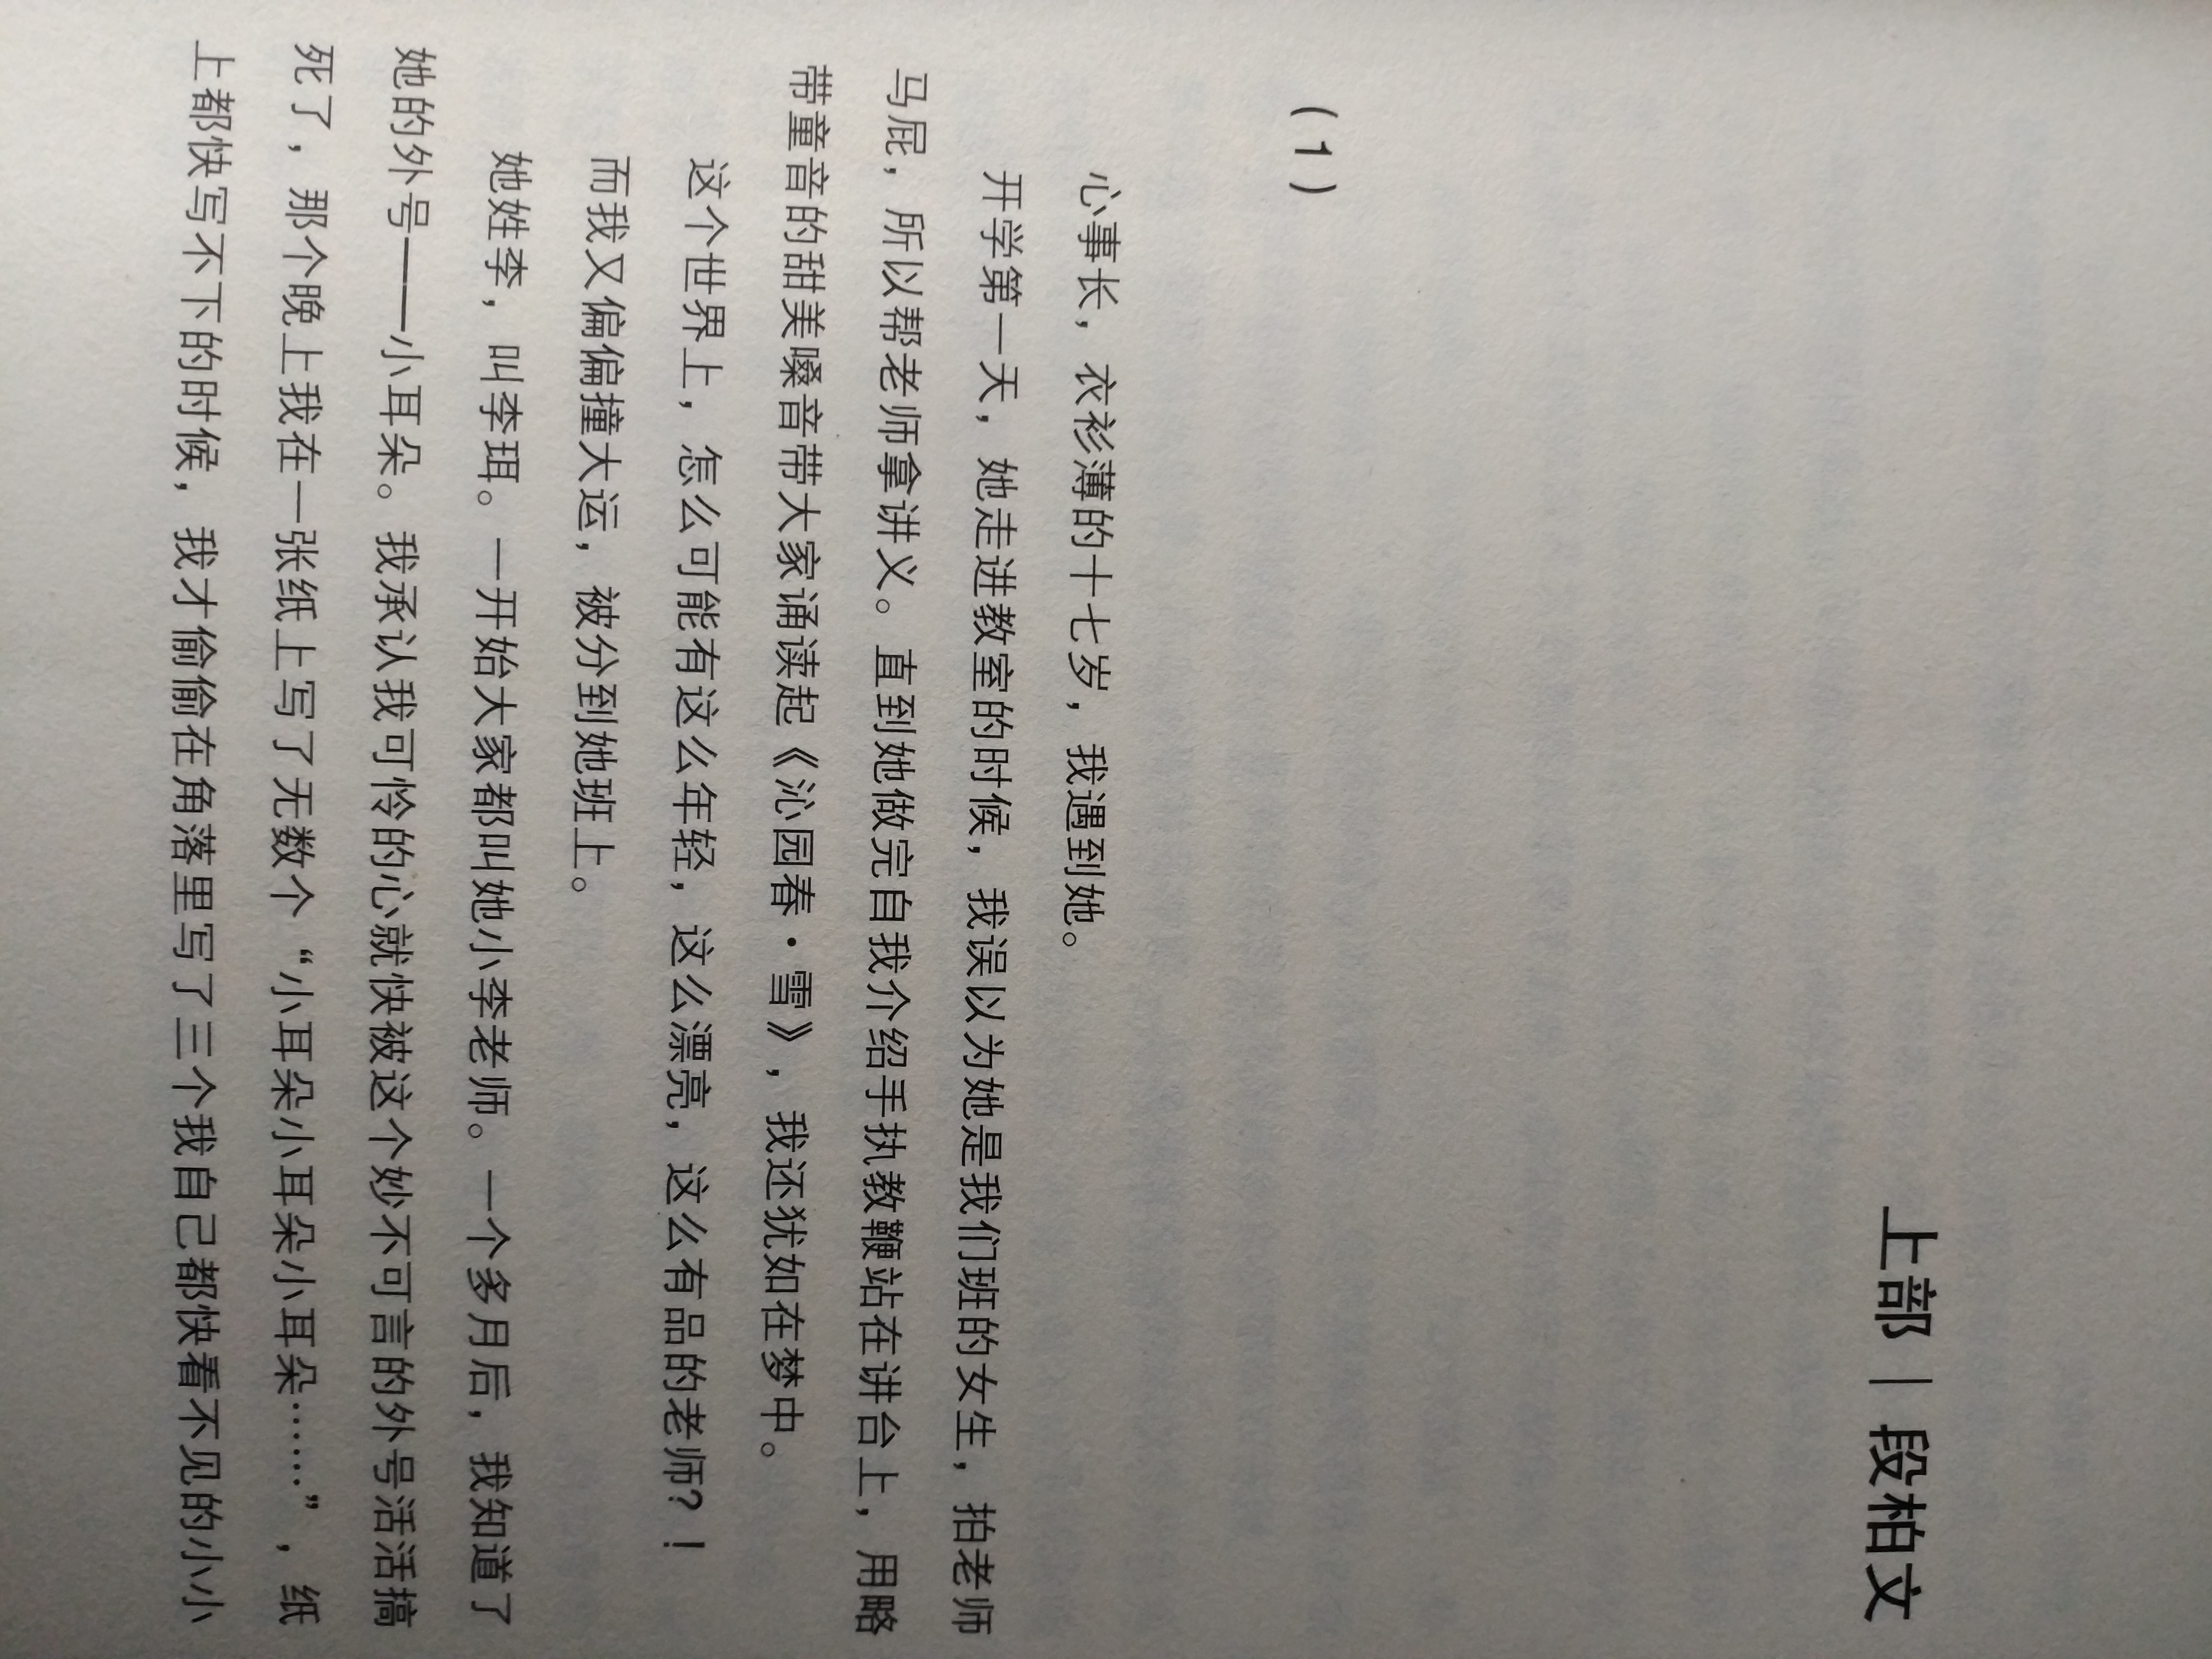 上部｜段柏文
（1）
心事长，衣衫薄的十七岁，我遇到她。
开学第一天，她走进教室的时候，我误以为她是我们班的女生，拍老师
马屁，所以帮老师拿讲义。直到她做完自我介绍手执教鞭站在讲台上，用略
带童音的甜美嗓音带大家诵读起《沁园春·雪》，我还犹如在梦中。
这个世界上，怎么可能有这么年轻，这么漂亮，这么有品的老师？！
而我又偏偏撞大运，被分到她班上。
她姓李，叫李珥。一开始大家都叫她小李老师。一个多月后，我知道了
她的外号——小耳朵。我承认我可怜的心就快被这个妙不可言的外号活活搞
死了，那个晚上我在一张纸上写了无数个“小耳朵小耳朵小耳朵……”，纸
上都快写不下的时候，我才偷偷在角落里写了三个我自己都快看不见的小小